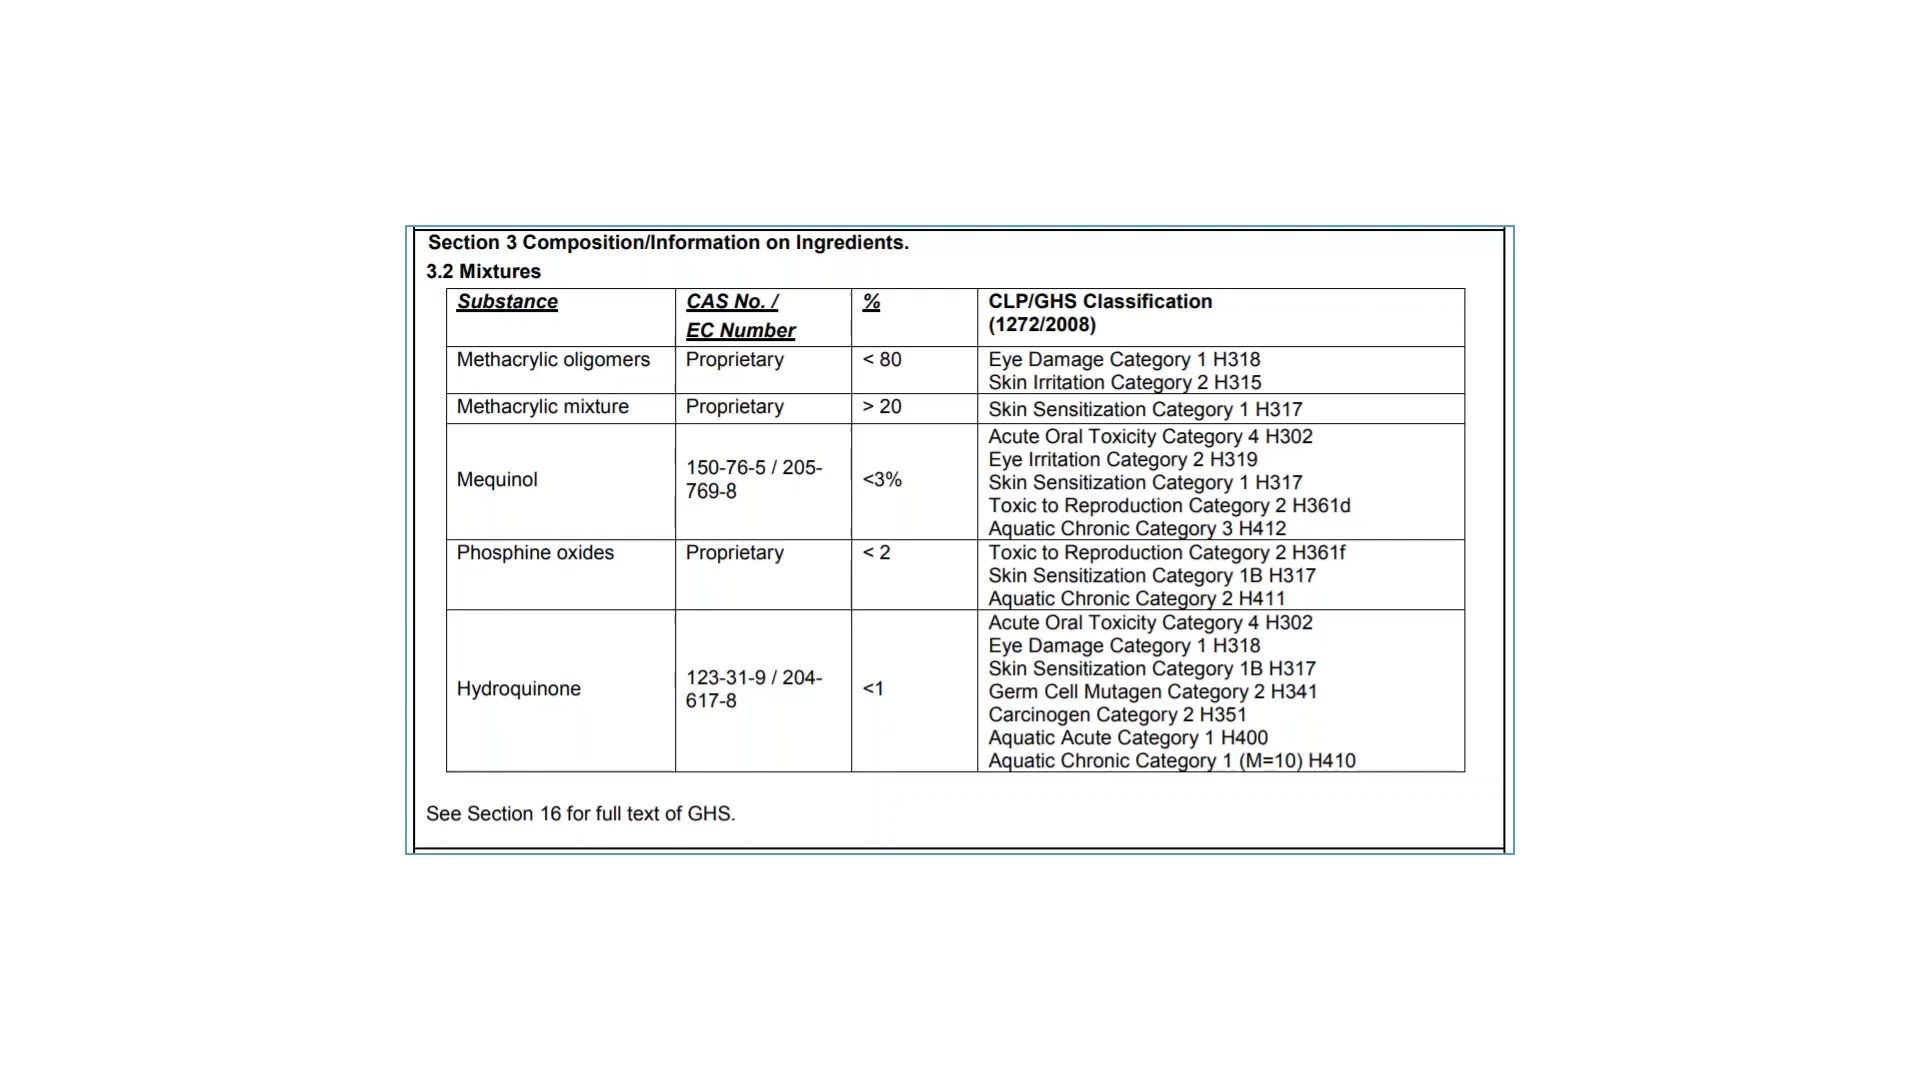 Section 3 Composition/Information on Ingredients.
3.2 Mixtures
Substance
CAS No. /
EC Number
%
CLP/GHS Classification
(1272/2008)
Methacrylic oligomers
Proprietary
< 80
Eye Damage Category 1 H318
Skin Irritation Category 2 H315
Methacrylic mixture
Proprietary
> 20
Skin Sensitization Category 1 H317
Mequinol
150-76-5 / 205-
769-8
<3%
Acute Oral Toxicity Category 4 H302
Eye Irritation Category 2 H319
Skin Sensitization Category 1 H317
Toxic to Reproduction Category 2 H361d
Aquatic Chronic Category 3 H412
Phosphine oxides
Proprietary
< 2
Toxic to Reproduction Category 2 H361f
Skin Sensitization Category 1B H317
Aquatic Chronic Category 2 H411
Hydroquinone
123-31-9 / 204-
617-8
<1
Acute Oral Toxicity Category 4 H302
Eye Damage Category 1 H318
Skin Sensitization Category 1B H317
Germ Cell Mutagen Category 2 H341
Carcinogen Category 2 H351
Aquatic Acute Category 1 H400
Aquatic Chronic Category 1 (M=10) H410
See Section 16 for full text of GHS.